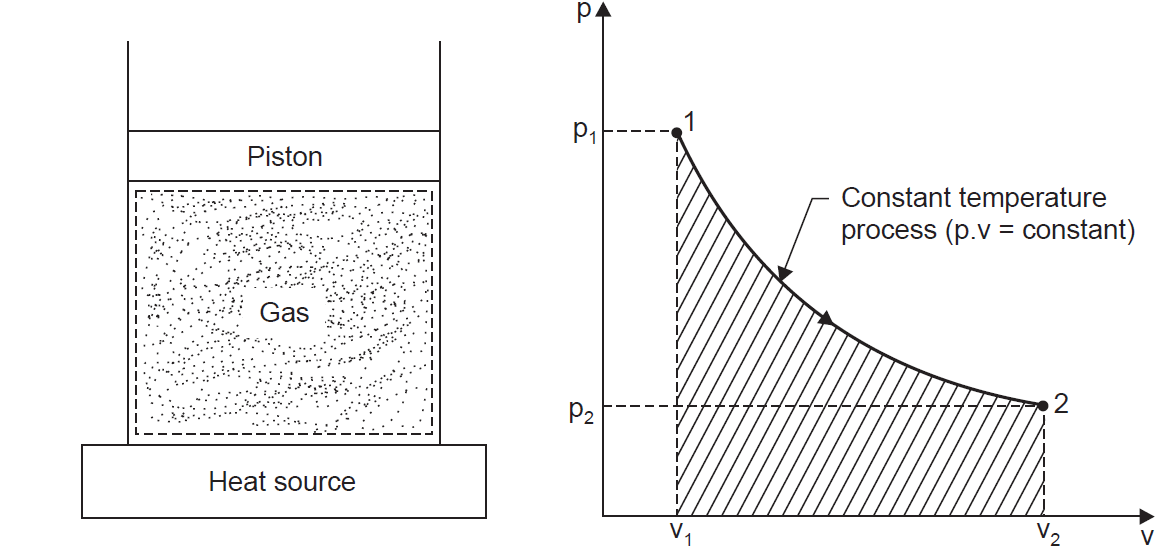 Piston
Gas
Heat source
p
1
p₁
Constant temperature
process (p.v = constant)
p₂
2
v₁
v₂
v